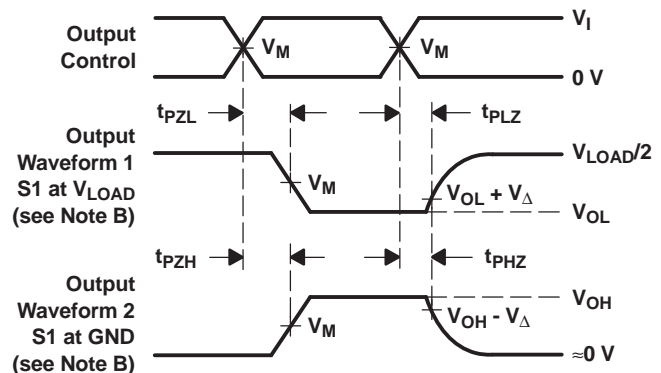 Output
Control
V_M
V_M
V_I
0 V
t_PZL
t_PLZ
Output
Waveform 1
S1 at V_LOAD
(see Note B)
V_M
V_LOAD/2
V_OL + V_Δ
V_OL
t_PZH
t_PHZ
Output
Waveform 2
S1 at GND
(see Note B)
V_M
V_OH
V_OH - V_Δ
≈0 V